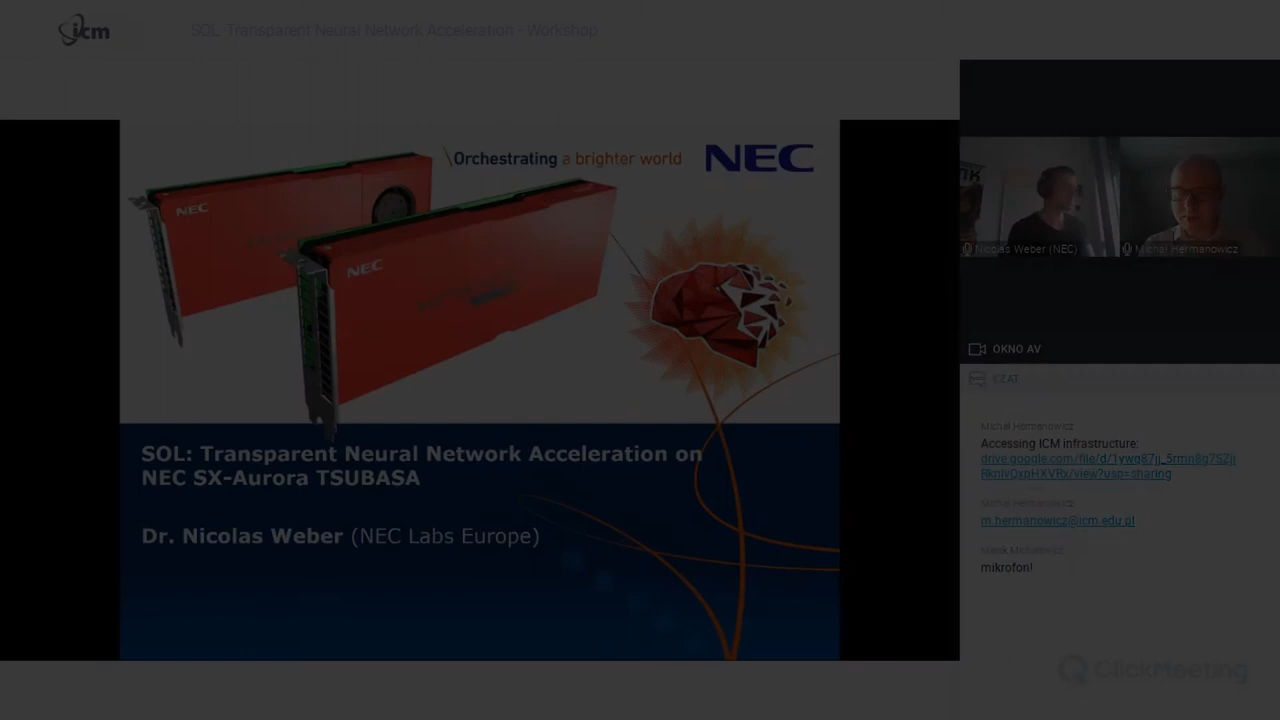 icm
SOL: Transparent Neural Network Acceleration - Workshop
\Orchestrating a brighter world
NEC
NEC
NEC
SOL: Transparent Neural Network Acceleration on
NEC SX-Aurora TSUBASA
Dr. Nicolas Weber (NEC Labs Europe)
Nicolas Weber (NEC)
Michał Hermanowicz
OKNO AV
CZAT
Michał Hermanowicz
Accessing ICM infrastructure:
Michał Hermanowicz
m.hermanowicz@icm.edu.pl
mikrofon!
ClickMeeting